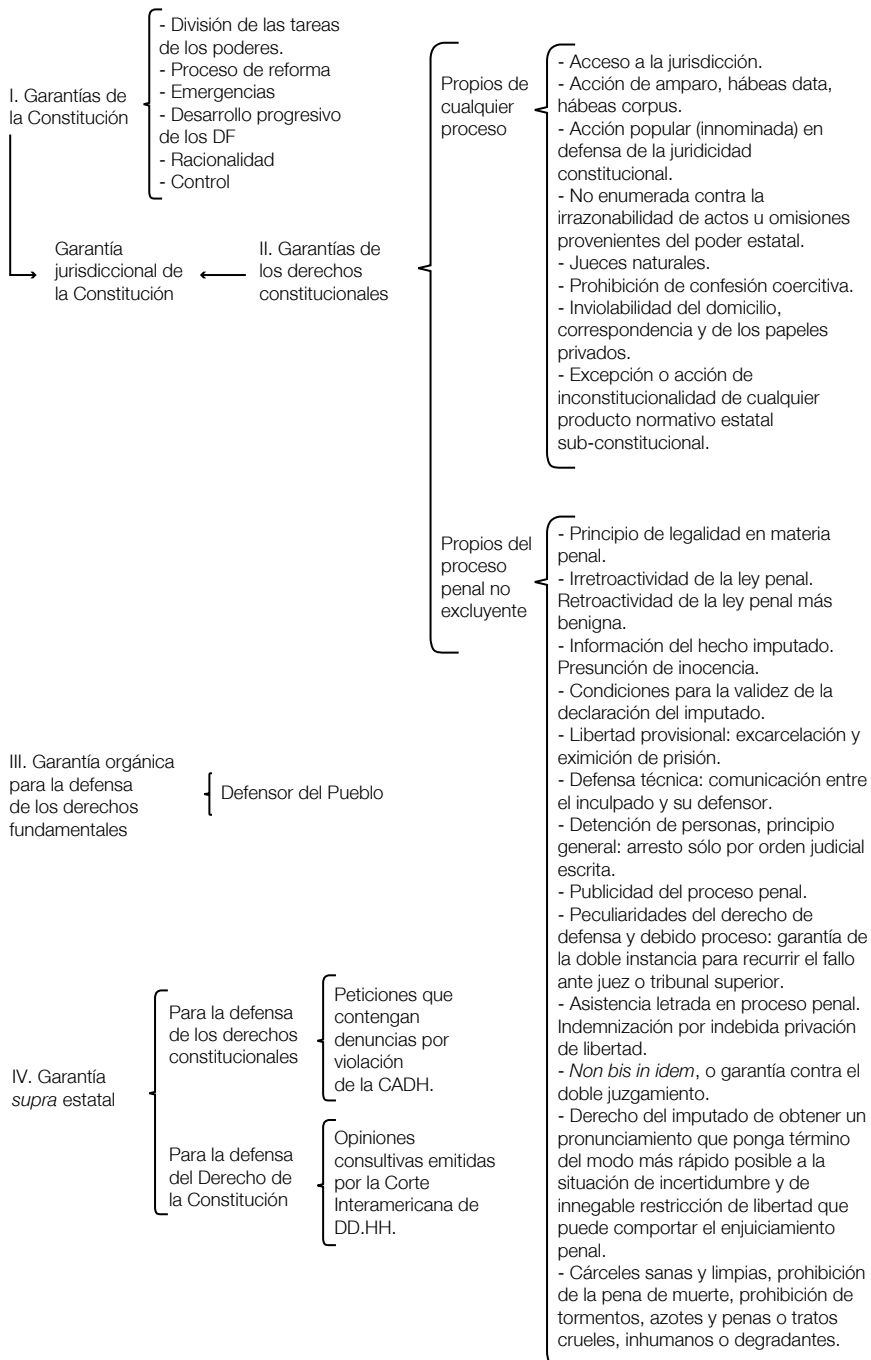 I. Garantías de
la Constitución
- División de las tareas
de los poderes.
- Proceso de reforma
- Emergencias
- Desarrollo progresivo
de los DF
- Racionalidad
- Control
Garantía
jurisdiccional de
la Constitución
II. Garantías de
los derechos
constitucionales
Propios de
cualquier
proceso
- Acceso a la jurisdicción.
- Acción de amparo, hábeas data,
hábeas corpus.
- Acción popular (innominada) en
defensa de la juridicidad
constitucional.
- No enumerada contra la
irrazonabilidad de actos u omisiones
provenientes del poder estatal.
- Jueces naturales.
- Prohibición de confesión coercitiva.
- Inviolabilidad del domicilio,
correspondencia y de los papeles
privados.
- Excepción o acción de
inconstitucionalidad de cualquier
producto normativo estatal
sub-constitucional.
Propios del
proceso
penal no
excluyente
- Principio de legalidad en materia
penal.
- Irretroactividad de la ley penal.
Retroactividad de la ley penal más
benigna.
- Información del hecho imputado.
Presunción de inocencia.
- Condiciones para la validez de la
declaración del imputado.
- Libertad provisional: excarcelación y
eximición de prisión.
- Defensa técnica: comunicación entre
el inculpado y su defensor.
- Detención de personas, principio
general: arresto sólo por orden judicial
escrita.
- Publicidad del proceso penal.
- Peculiaridades del derecho de
defensa y debido proceso: garantía de
la doble instancia para recurrir el fallo
ante juez o tribunal superior.
- Asistencia letrada en proceso penal.
Indemnización por indebida privación
de libertad.
- Non bis in idem, o garantía contra el
doble juzgamiento.
- Derecho del imputado de obtener un
pronunciamiento que ponga término
del modo más rápido posible a la
situación de incertidumbre y de
innegable restricción de libertad que
puede comportar el enjuiciamiento
penal.
- Cárceles sanas y limpias, prohibición
de la pena de muerte, prohibición de
tormentos, azotes y penas o tratos
crueles, inhumanos o degradantes.
III. Garantía orgánica
para la defensa
de los derechos
fundamentales
Defensor del Pueblo
IV. Garantía
supra estatal
Para la defensa
de los derechos
constitucionales
Peticiones que
contengan
denuncias por
violación
de la CADH.
Para la defensa
del Derecho de
la Constitución
Opiniones
consultivas emitidas
por la Corte
Interamericana de
DD.HH.